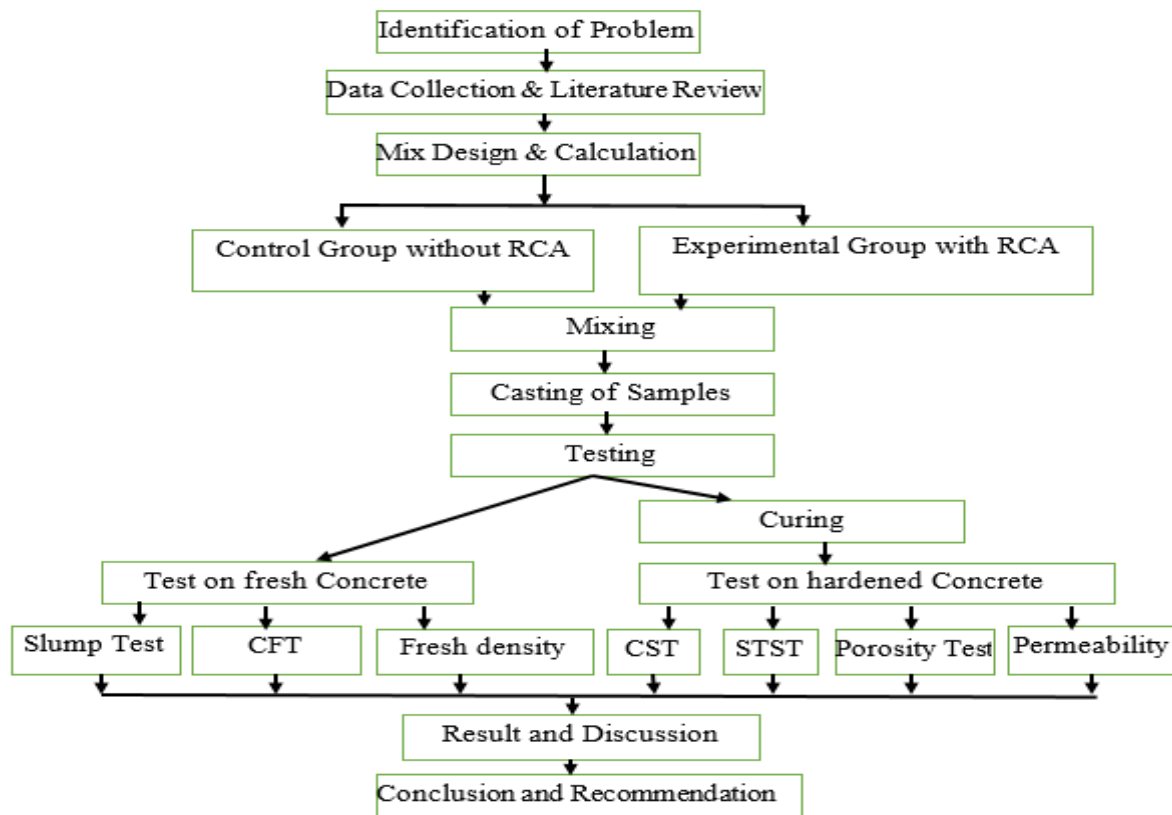 Identification of Problem
Data Collection & Literature Review
Mix Design & Calculation
Control Group without RCA
Experimental Group with RCA
Mixing
Casting of Samples
Testing
Curing
Test on fresh Concrete
Test on hardened Concrete
Slump Test
CFT
Fresh density
CST
STST
Porosity Test
Permeability
Result and Discussion
Conclusion and Recommendation